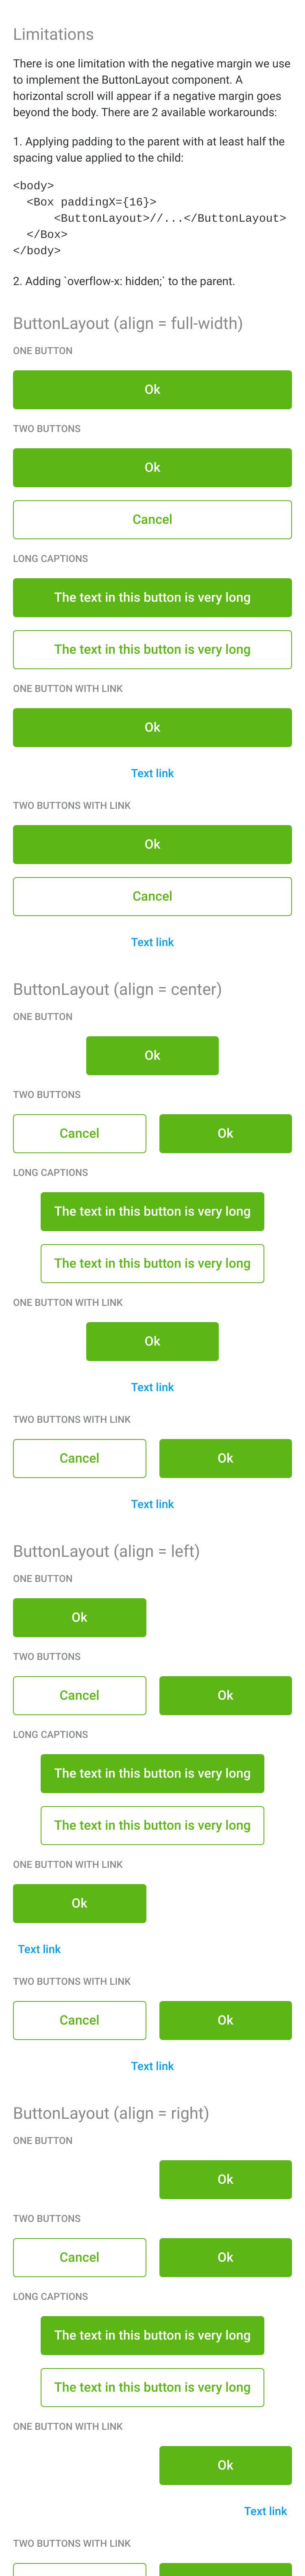 Limitations
There is one limitation with the negative margin we use
to implement the ButtonLayout component. A
horizontal scroll will appear if a negative margin goes
beyond the body. There are 2 available workarounds:
1. Applying padding to the parent with at least half the
spacing value applied to the child:
<body>
<Box paddingX={16}>
<ButtonLayout>//...</ButtonLayout>
</Box>
</body>
2. Adding `overflow-x: hidden;` to the parent.
ButtonLayout (align = full-width)
ONE BUTTON
Ok
TWO BUTTONS
Ok
Cancel
LONG CAPTIONS
The text in this button is very long
The text in this button is very long
ONE BUTTON WITH LINK
Ok
Text link
TWO BUTTONS WITH LINK
Ok
Cancel
Text link
ButtonLayout (align = center)
ONE BUTTON
Ok
TWO BUTTONS
Cancel Ok
LONG CAPTIONS
The text in this button is very long
The text in this button is very long
ONE BUTTON WITH LINK
Ok
Text link
TWO BUTTONS WITH LINK
Cancel Ok
Text link
ButtonLayout (align = left)
ONE BUTTON
Ok
TWO BUTTONS
Cancel Ok
LONG CAPTIONS
The text in this button is very long
The text in this button is very long
ONE BUTTON WITH LINK
Ok
Text link
TWO BUTTONS WITH LINK
Cancel Ok
Text link
ButtonLayout (align = right)
ONE BUTTON
Ok
TWO BUTTONS
Cancel Ok
LONG CAPTIONS
The text in this button is very long
The text in this button is very long
ONE BUTTON WITH LINK
Ok
Text link
TWO BUTTONS WITH LINK